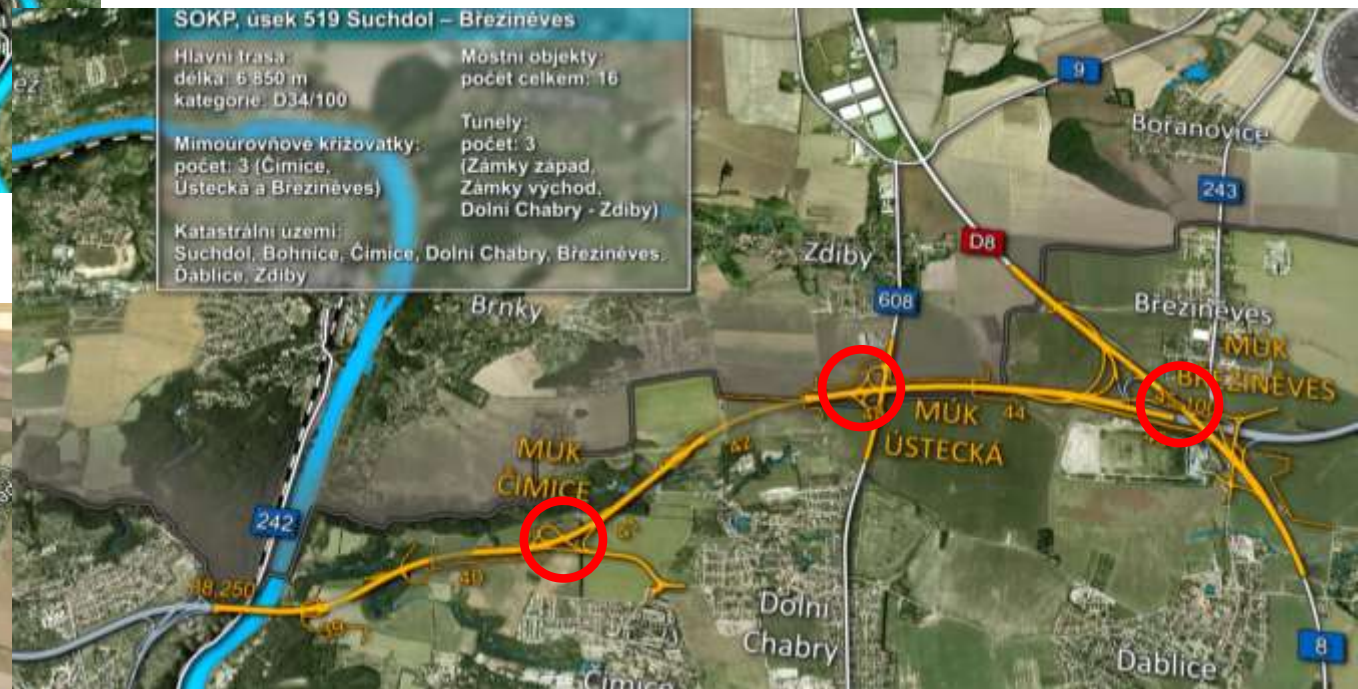 SOKP, úsek 519 Suchdol – Březiněves
Hlavní trasa:
délka: 6 850 m
kategorie: D34/100
Mimoúrovňové křižovatky:
počet: 3 (Čimice,
Ústecká a Březiněves)
Mostní objekty:
počet celkem: 16
Tunely:
počet: 3
(Zámky západ,
Zámky východ,
Dolní Chabry - Zdiby)
Katastrální území:
Suchdol, Bohnice, Čimice, Dolní Chabry, Březiněves,
Ďáblice, Zdiby
9
Bořanovice
243
D8
Zdiby
608
Brnky
Březiněves
MÚK
BŘEZINĚVES
MÚK
ÚSTECKÁ
44
42
MÚK
ČIMICE
242
40
39
Dolní
Chabry
Ďáblice
8
Čimice